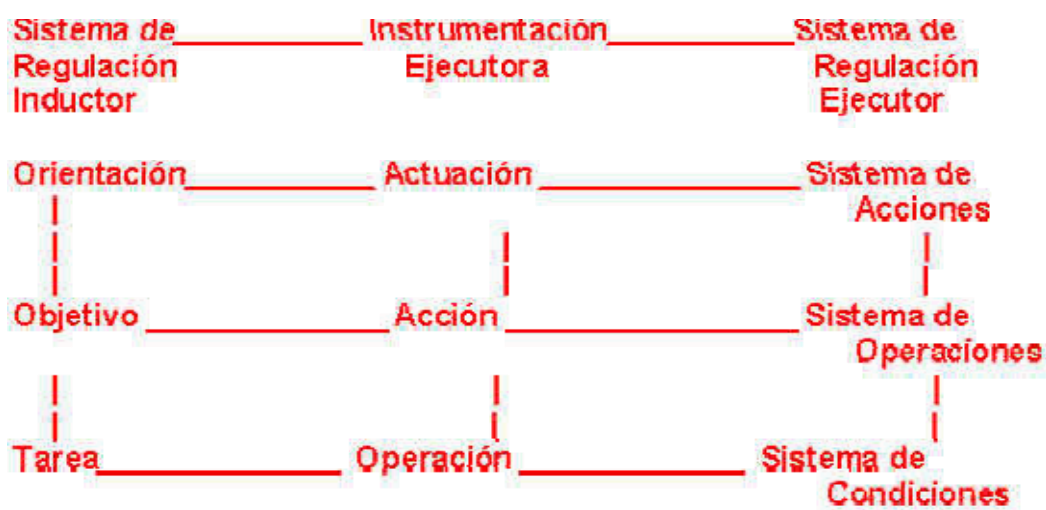 Sistema de Instrumentación Sistema de
Regulación Ejecutora Regulación
Inductor Ejecutor
Orientación Actuación Sistema de
Acciones
Objetivo Acción Sistema de
Operaciones
Tarea Operación Sistema de
Condiciones